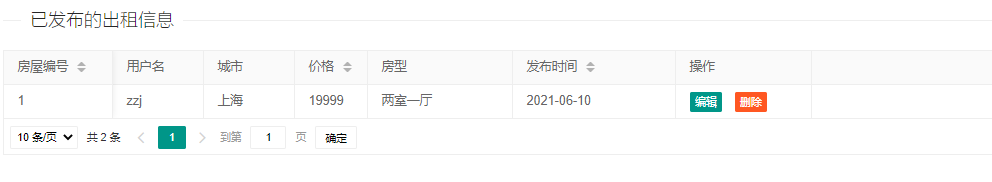 已发布的出租信息
房屋编号 用户名 城市 价格 房型 发布时间 操作
1 zzj 上海 19999 两室一厅 2021-06-10 编辑 删除
10 条/页 共 2 条 1 到第 1 页 确定